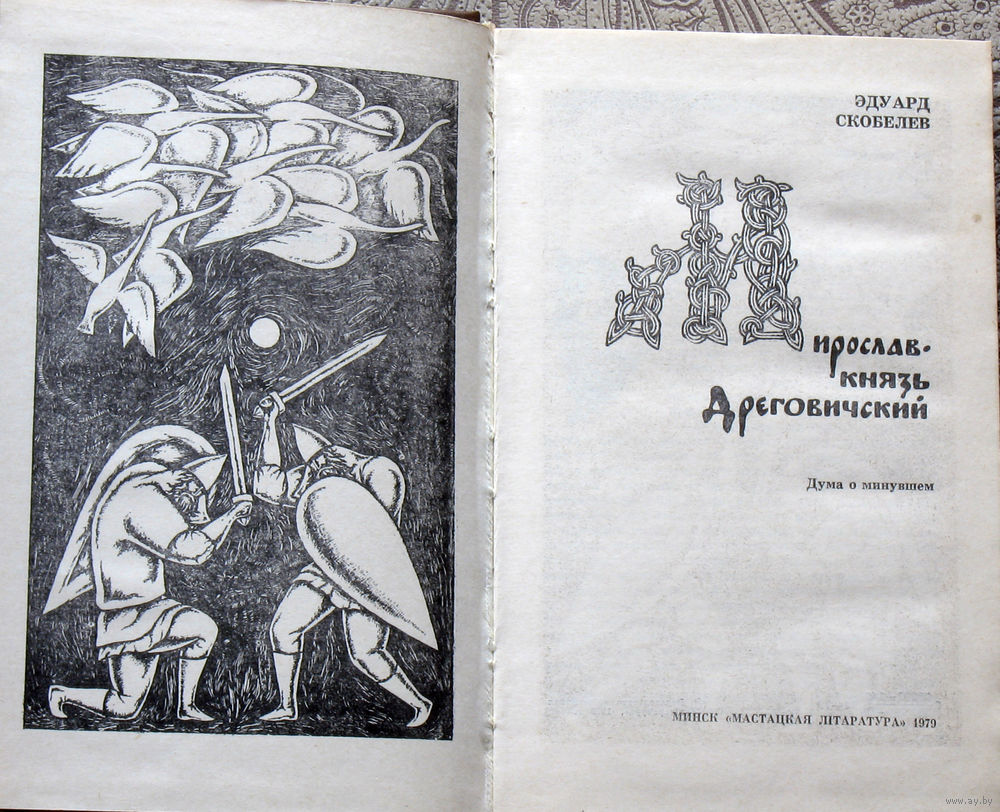 ЭДУАРД
СКОБЕЛЕВ
Мирослав-
князь
Дреговичский
Дума о минувшем
МИНСК «МАСТАЦКАЯ ЛІТАРАТУРА» 1979
www.ay.by